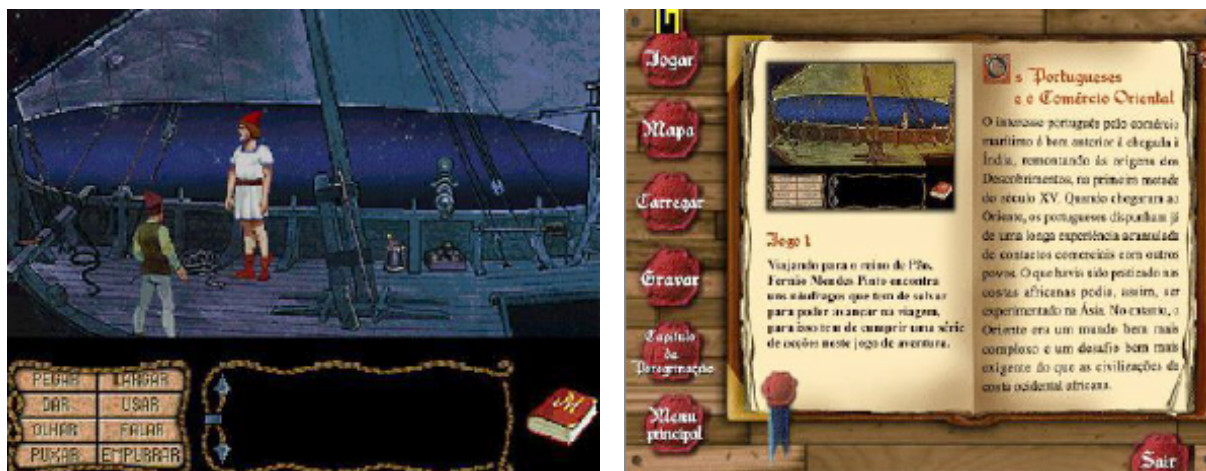 PEGAR LANÇAR
DAR USAR
OLHAR FALAR
PUXAR EMPURRAR
M
Jogar
Mapa
Carregar
Gravar
Capítulo
da
Peregrinação
Menu
principal
Jogo 1
Viajando para o reino de Pão,
Fernão Mendes Pinto encontra
uns náufragos que tem de salvar
para poder avançar na viagem,
para isso tem de cumprir uma série
de acções neste jogo de aventura.
Os Portugueses
e o Comércio Oriental
O interesse português pelo comércio
marítimo é bem anterior à chegada à
Índia, remontando às origens dos
Descobrimentos, na primeira metade
do século XV. Quando chegaram ao
Oriente, os portugueses dispunham já
de uma longa experiência acumulada
de contactos comerciais com outros
povos. O que havia sido praticado nas
costas africanas podia, assim, ser
experimentado na Ásia. No entanto, o
Oriente era um mundo bem mais
complexo e um desafio bem mais
exigente do que as civilizações da
costa ocidental africana.
Sair